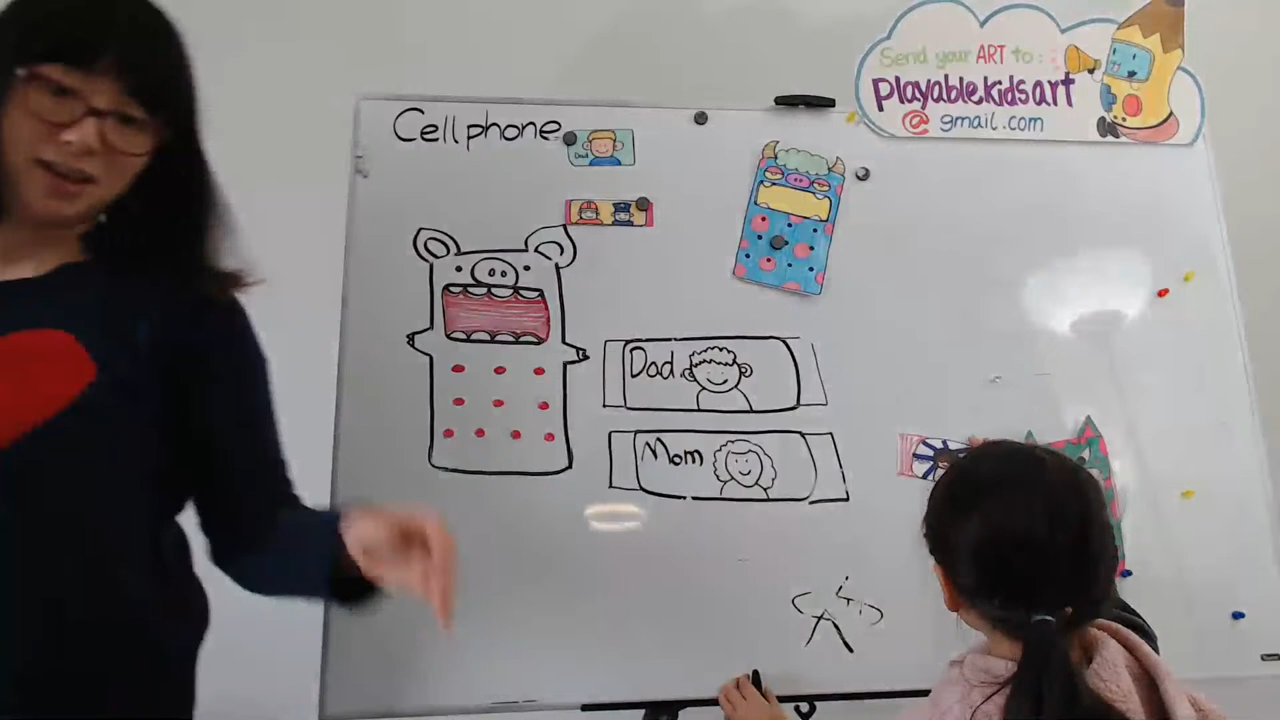 Send your ART to:
playablekidsart
@ gmail.com
Cellphone
Dad
Dad
Mom